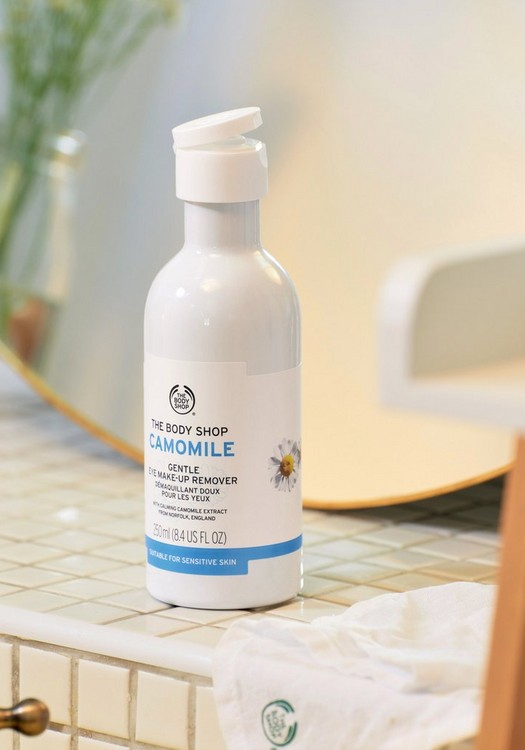 THE
BODY
SHOP
THE BODY SHOP
CAMOMILE
GENTLE
EYE MAKE-UP REMOVER
DÉMAQUILLANT DOUX
POUR LES YEUX
WITH CALMING CAMOMILE EXTRACT
FROM NORFOLK, ENGLAND
250ml (8.4 US FL OZ)
SUITABLE FOR SENSITIVE SKIN